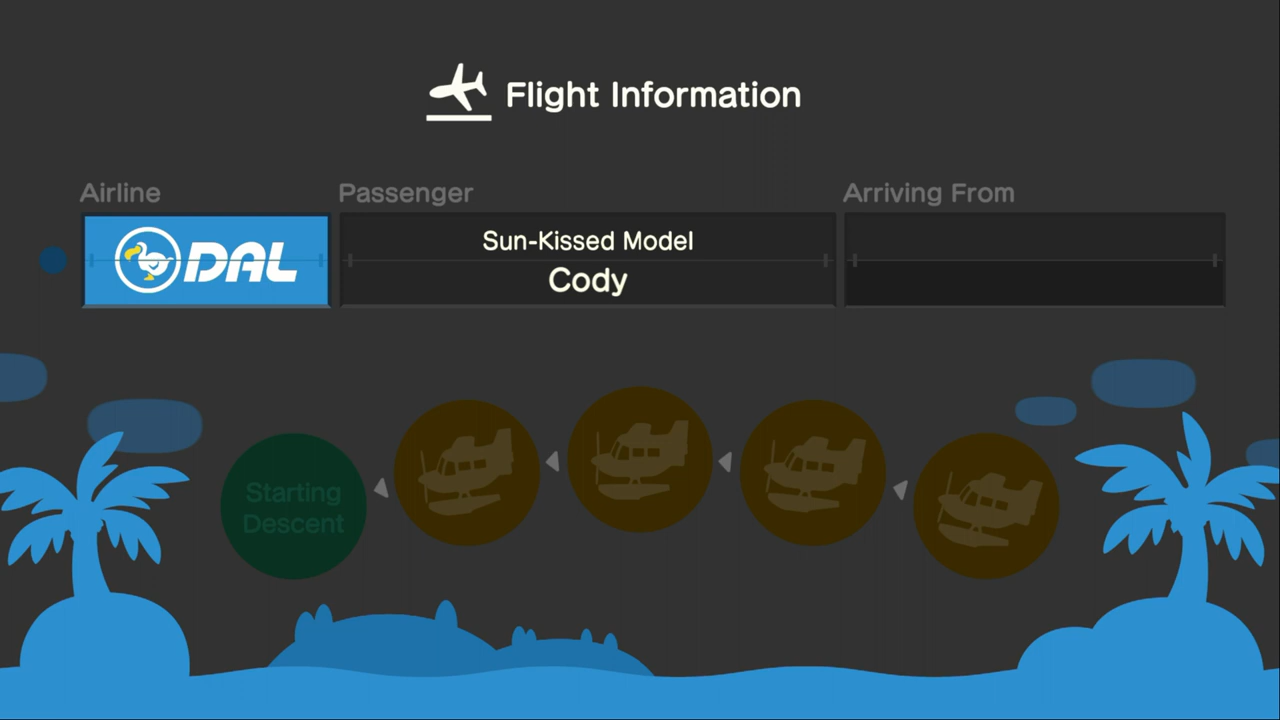 Flight Information
Airline
Passenger
Arriving From
DAL
Sun-Kissed Model
Cody
Starting
Descent